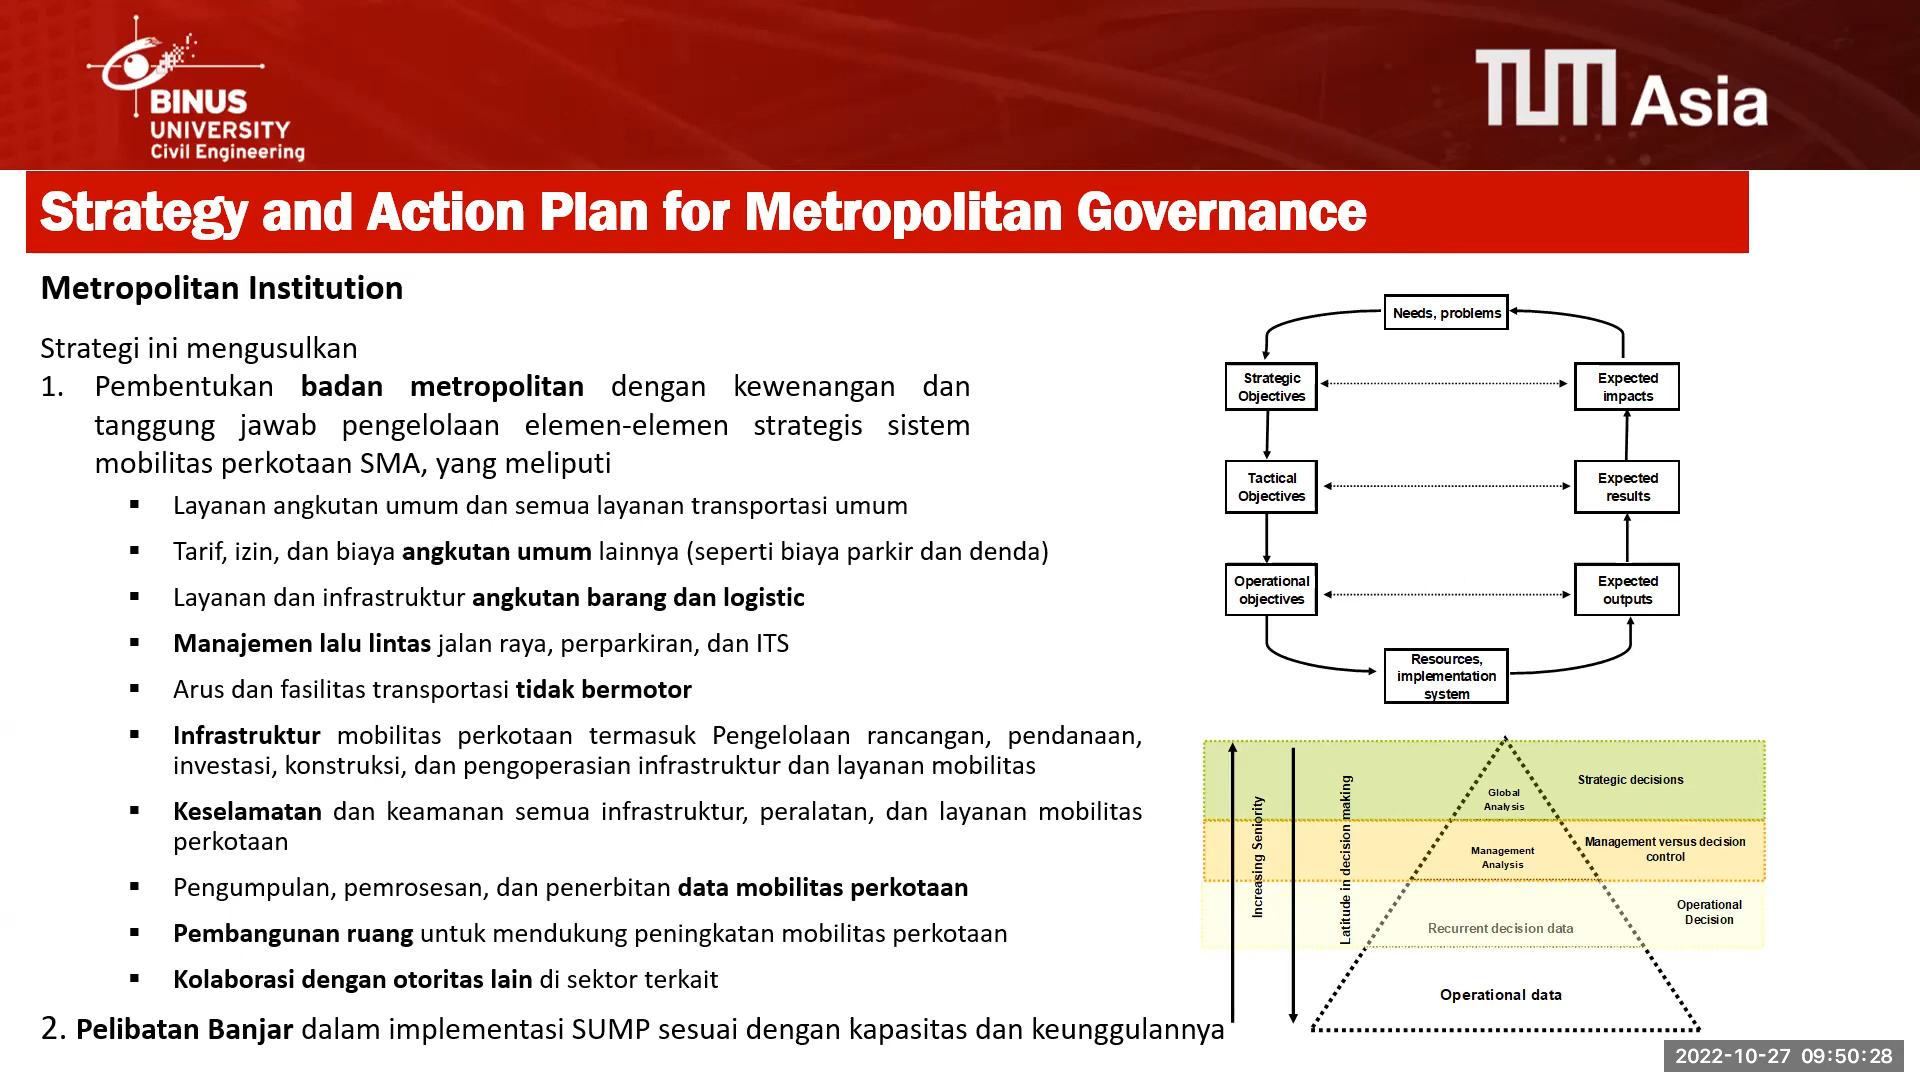 BINUS
UNIVERSITY
Civil Engineering
TUM Asia
Strategy and Action Plan for Metropolitan Governance
Metropolitan Institution
Strategi ini mengusulkan
1. Pembentukan badan metropolitan dengan kewenangan dan
tanggung jawab pengelolaan elemen-elemen strategis sistem
mobilitas perkotaan SMA, yang meliputi
▪ Layanan angkutan umum dan semua layanan transportasi umum
▪ Tarif, izin, dan biaya angkutan umum lainnya (seperti biaya parkir dan denda)
▪ Layanan dan infrastruktur angkutan barang dan logistic
▪ Manajemen lalu lintas jalan raya, perparkiran, dan ITS
▪ Arus dan fasilitas transportasi tidak bermotor
▪ Infrastruktur mobilitas perkotaan termasuk Pengelolaan rancangan, pendanaan,
investasi, konstruksi, dan pengoperasian infrastruktur dan layanan mobilitas
▪ Keselamatan dan keamanan semua infrastruktur, peralatan, dan layanan mobilitas
perkotaan
▪ Pengumpulan, pemrosesan, dan penerbitan data mobilitas perkotaan
▪ Pembangunan ruang untuk mendukung peningkatan mobilitas perkotaan
▪ Kolaborasi dengan otoritas lain di sektor terkait
2. Pelibatan Banjar dalam implementasi SUMP sesuai dengan kapasitas dan keunggulannya
Needs, problems
Strategic
Objectives
Expected
impacts
Tactical
Objectives
Expected
results
Operational
objectives
Expected
outputs
Resources,
implementation
system
Increasing Seniority
Latitude in decision making
Strategic decisions
Global
Analysis
Management versus decision
control
Management
Analysis
Operational
Decision
Recurrent decision data
Operational data
2022-10-27 09:50:28